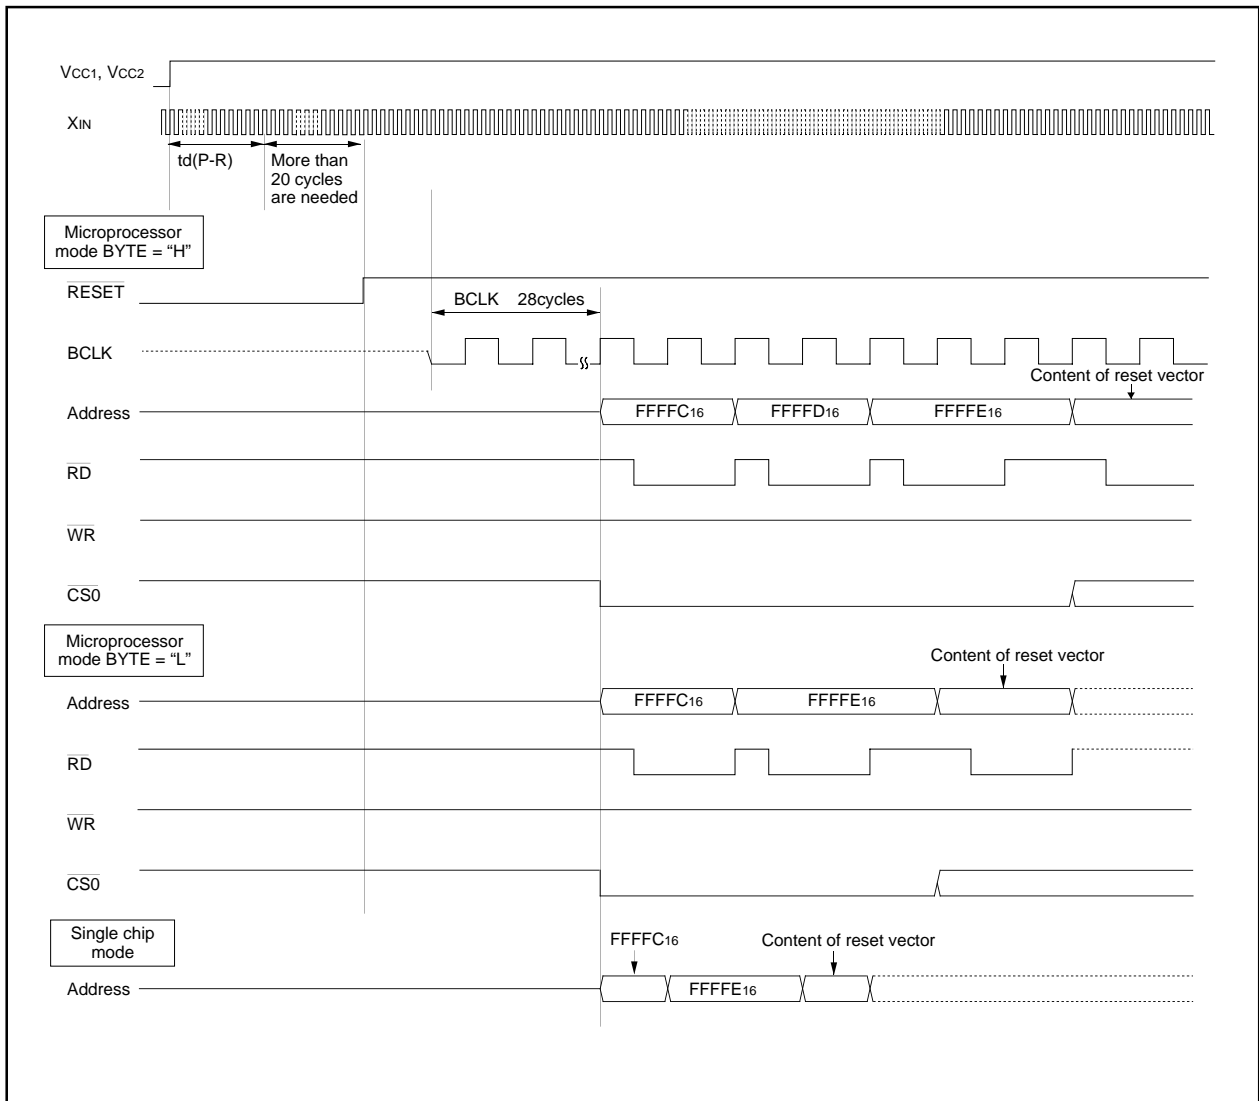 VCC1, VCC2
XIN
td(P-R)
More than
20 cycles
are needed
Microprocessor
mode BYTE = “H”
RESET
BCLK 28cycles
BCLK
Content of reset vector
Address
FFFFC16
FFFFD16
FFFFE16
RD
WR
CS0
Microprocessor
mode BYTE = “L”
Content of reset vector
Address
FFFFC16
FFFFE16
RD
WR
CS0
Single chip
mode
FFFFC16
Content of reset vector
Address
FFFFE16